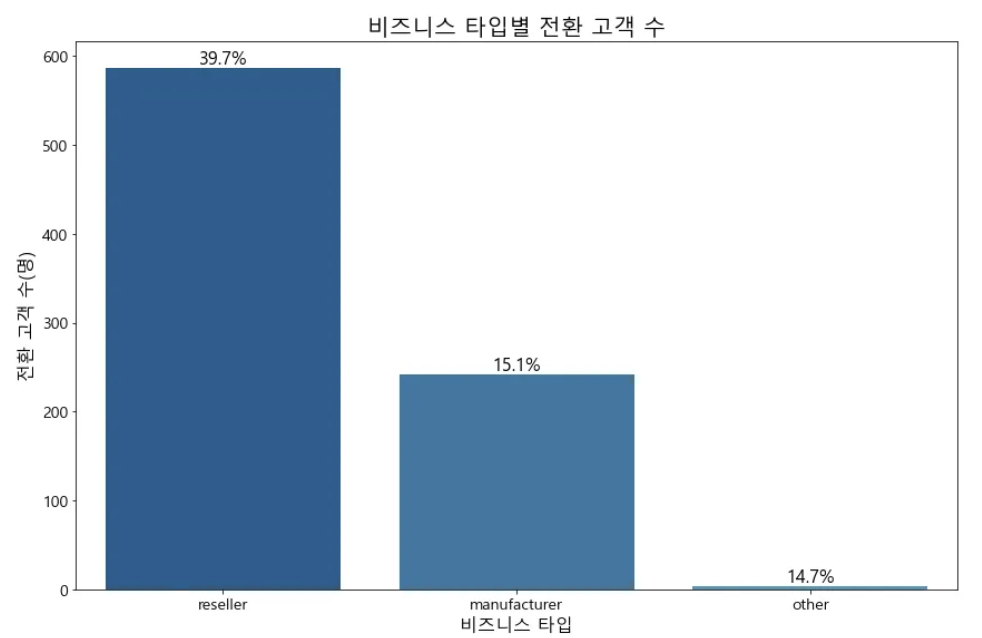 비즈니스 타입별 전환 고객 수
전환 고객 수(명)
600
500
400
300
200
100
0
39.7%
15.1%
14.7%
reseller
manufacturer
other
비즈니스 타입